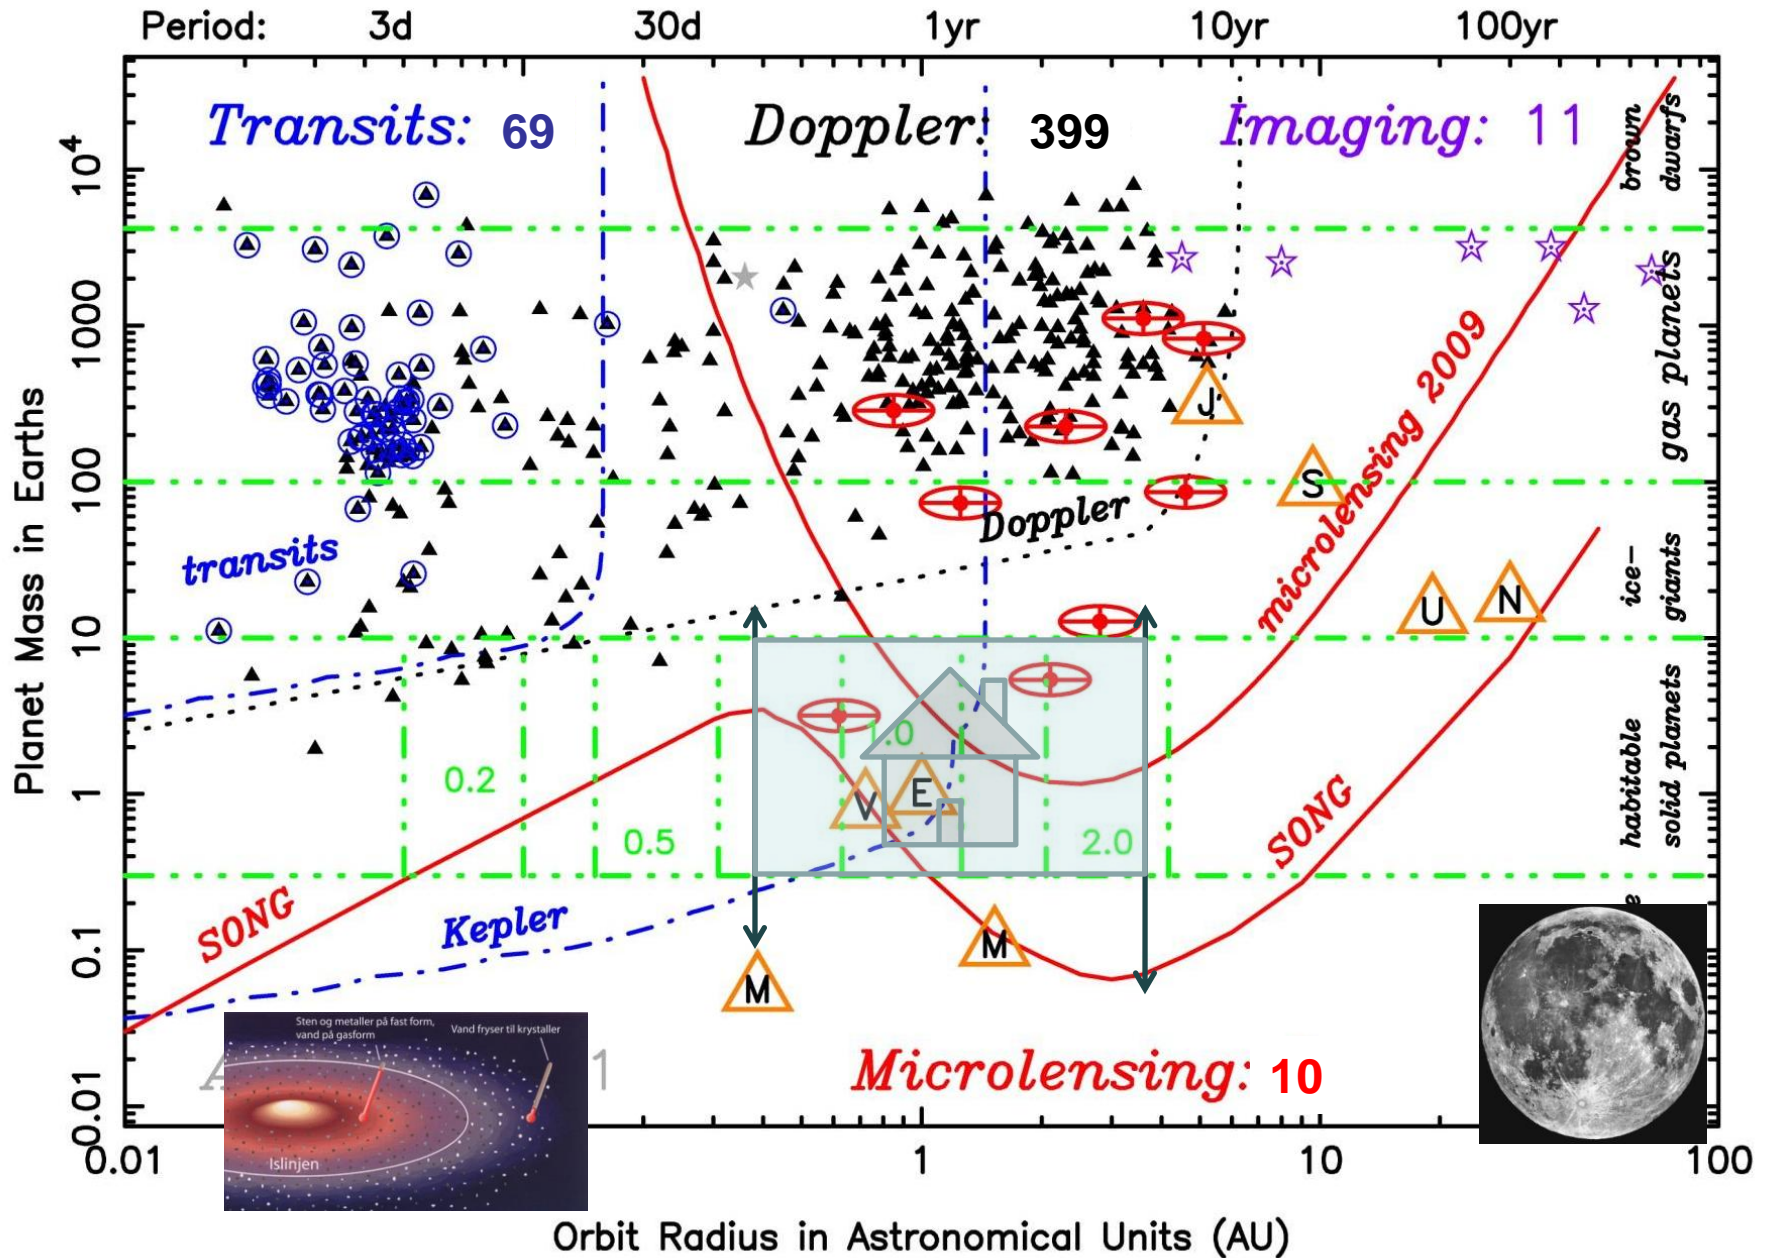 Period: 3d 30d 1yr 10yr 100yr
Transits: 69 Doppler: 399 Imaging: 11
brown dwarfs
gas planets
ice-giants
habitable solid planets
Planet Mass in Earths
10⁴
1000
100
10
1
0.1
0.01
transits
Doppler
microlensing 2009
J
S
U
N
V
E
M
M
0.2
0.5
.0
2.0
SONG
SONG
Kepler
Sten og metaller på fast form,
vand på gasform
Vand fryser til krystaller
Islinjen
1
Microlensing: 10
0.01 1 10 100
Orbit Radius in Astronomical Units (AU)